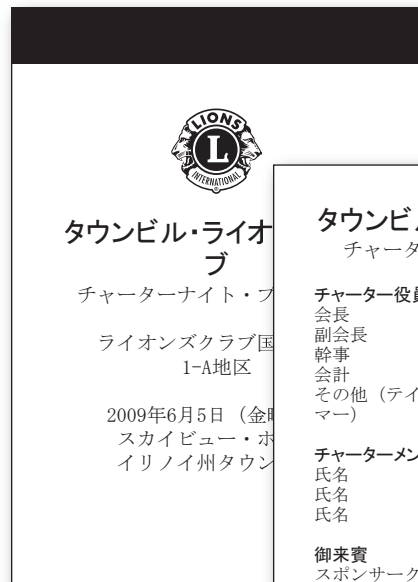 LIONS
L
INTERNATIONAL
®
タウンビル・ライオ
ブ
チャーターナイト・プ
ライオンズクラブ国
1-A地区
2009年6月5日（金
スカイビュー・ホ
イリノイ州タウン
タウンビ
チャータ
チャーター役
会長
副会長
幹事
会計
その他（テイ
マー）
チャーターメン
氏名
氏名
氏名
御来賓
スポンサーク